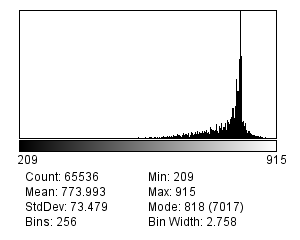 209 915
Count: 65536 Min: 209
Mean: 773.993 Max: 915
StdDev: 73.479 Mode: 818 (7017)
Bins: 256 Bin Width: 2.758